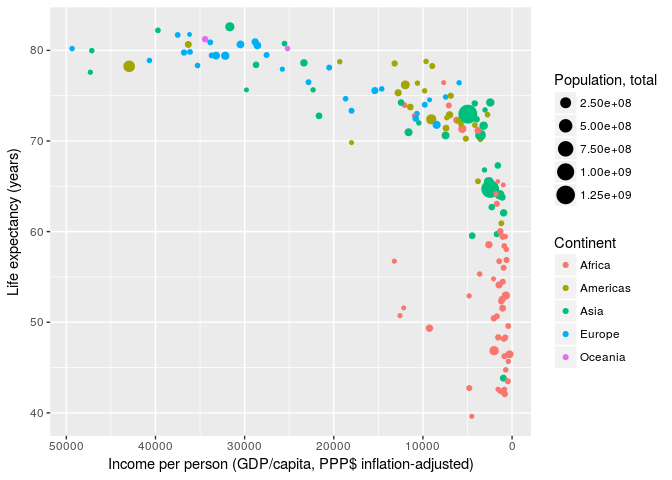 80
70
60
50
40
Life expectancy (years)
50000 40000 30000 20000 10000 0
Income per person (GDP/capita, PPP$ inflation-adjusted)
Population, total
2.50e+08
5.00e+08
7.50e+08
1.00e+09
1.25e+09
Continent
Africa
Americas
Asia
Europe
Oceania